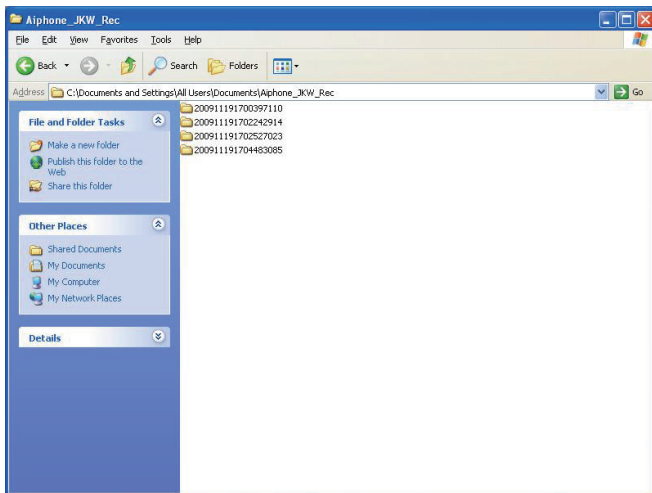 Aiphone_JKW_Rec
File Edit View Favorites Tools Help
Back Search Folders
Address C:\Documents and Settings\All Users\Documents\Aiphone_JKW_Rec Go
File and Folder Tasks
Make a new folder
Publish this folder to the
Web
Share this folder
Other Places
Shared Documents
My Documents
My Computer
My Network Places
Details
200911191700397110
200911191702242914
200911191702527023
200911191704483085